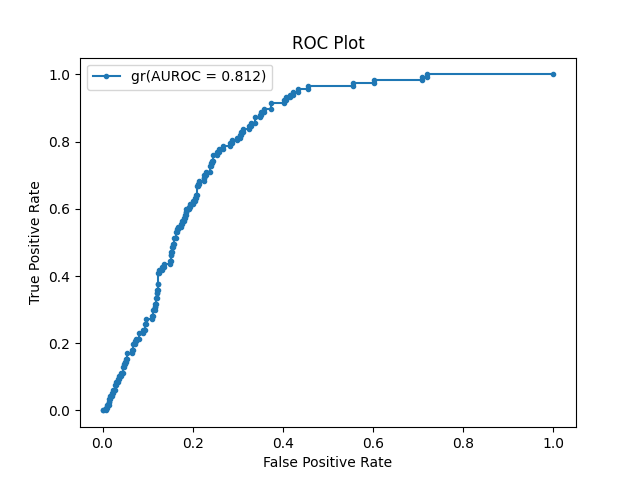 ROC Plot
gr(AUROC = 0.812)
True Positive Rate
1.0
0.8
0.6
0.4
0.2
0.0
0.0 0.2 0.4 0.6 0.8 1.0
False Positive Rate